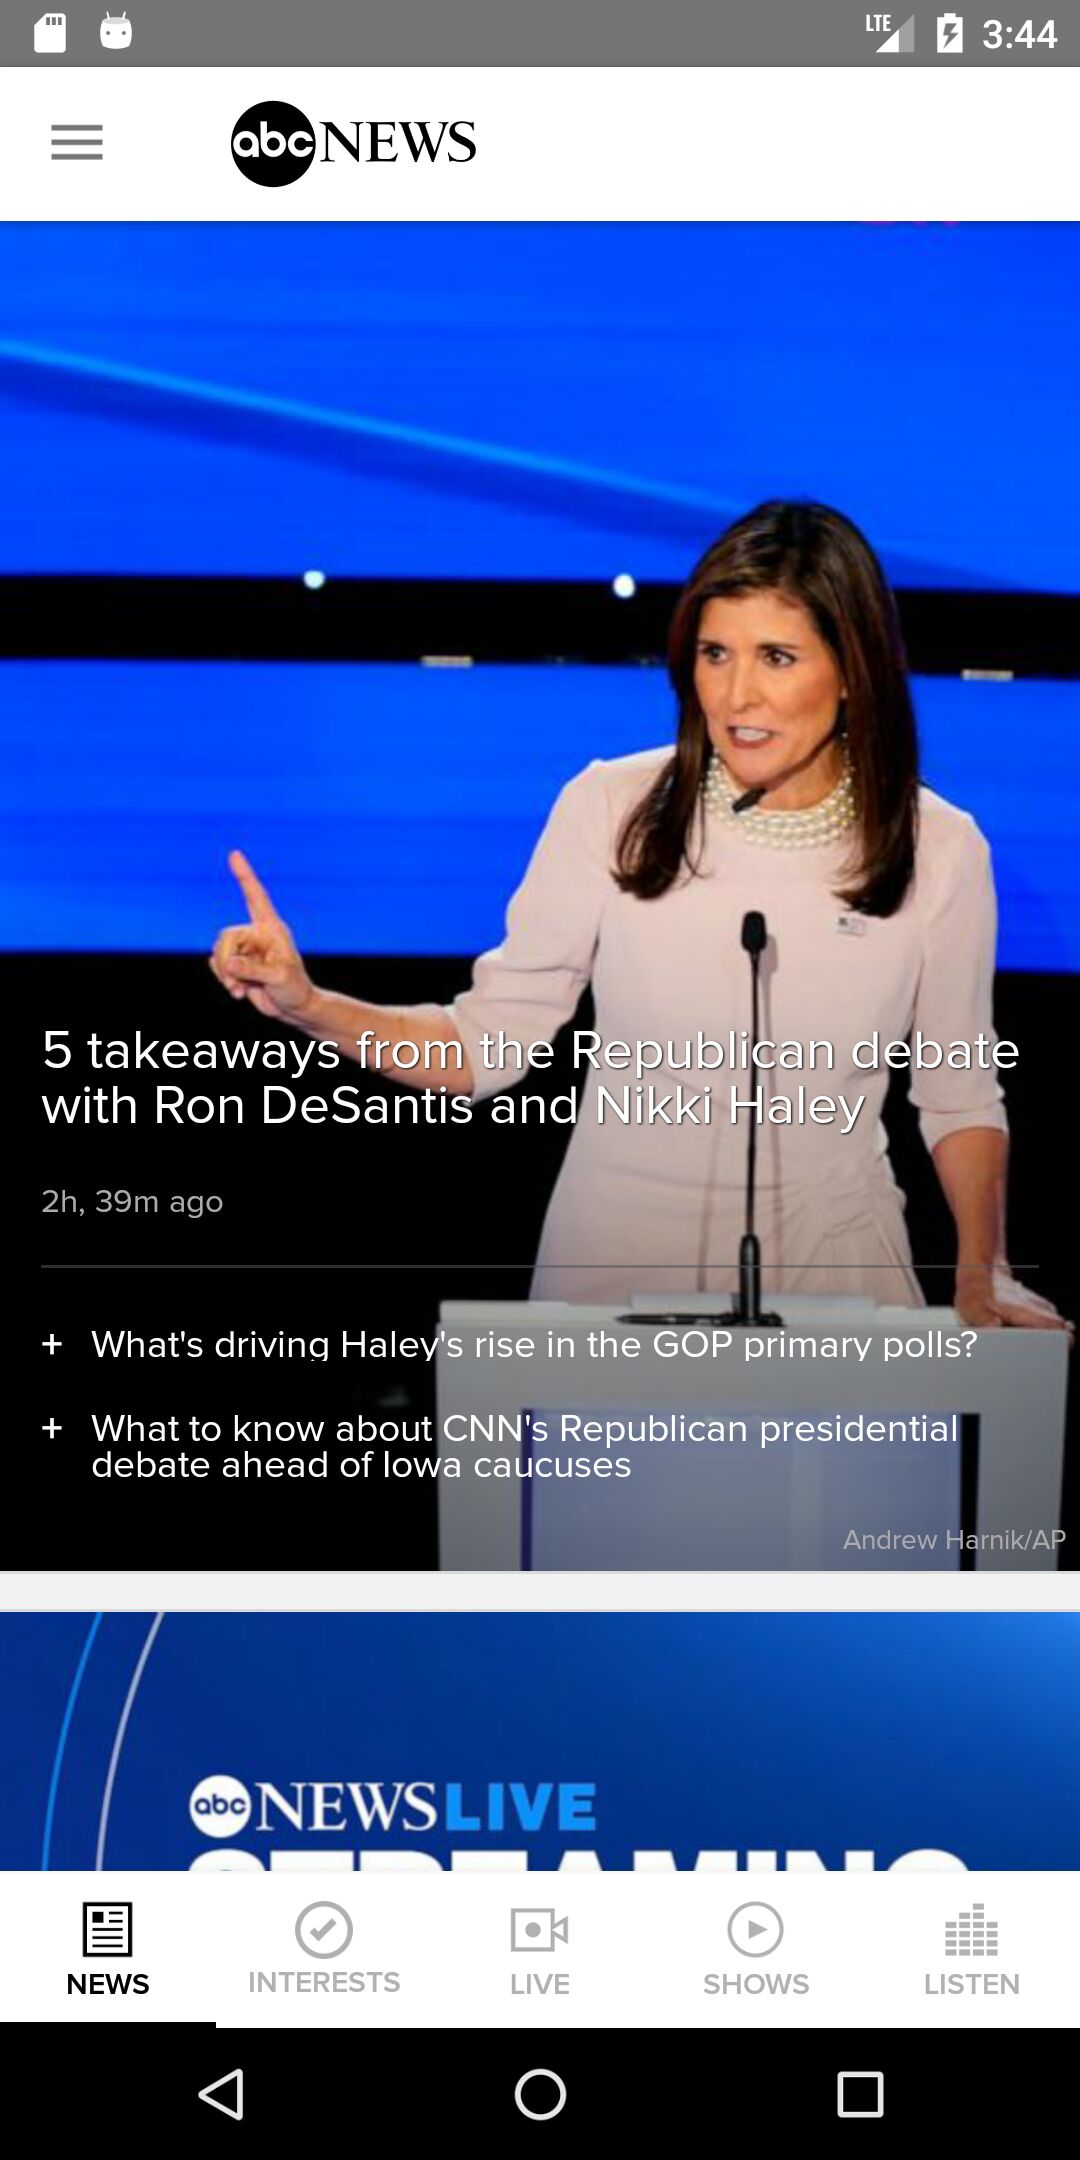 LTE 3:44
abc NEWS
5 takeaways from the Republican debate
with Ron DeSantis and Nikki Haley
2h, 39m ago
+ What's driving Haley's rise in the GOP primary polls?
+ What to know about CNN's Republican presidential
debate ahead of Iowa caucuses
Andrew Harnik/AP
abc NEWS LIVE
STREAMING
NEWS INTERESTS LIVE SHOWS LISTEN